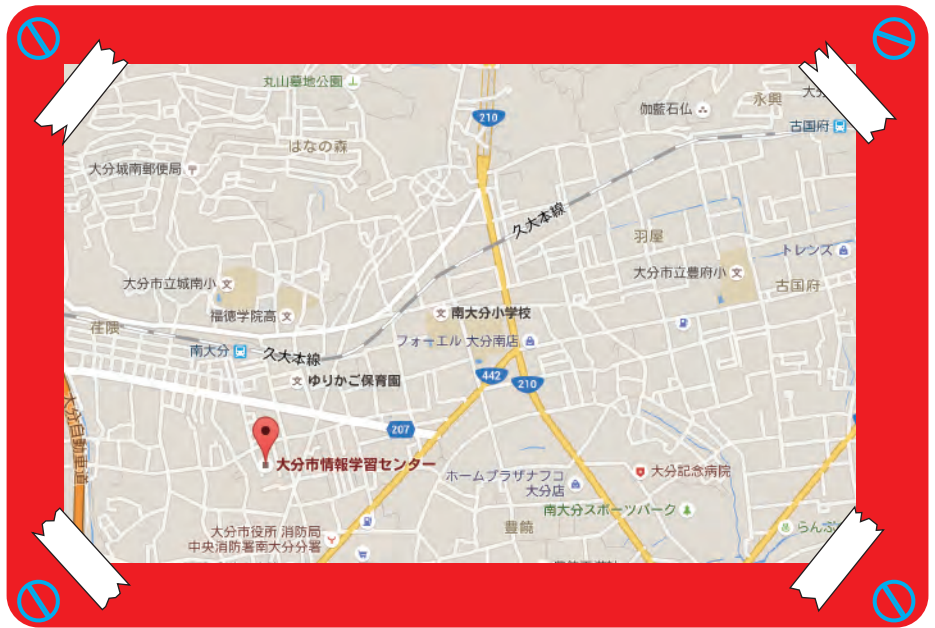 丸山墓地公園
210
伽藍石仏
永興
古国府
はなの森
大分城南郵便局
久大本線
羽屋
トレンズ
大分市立城南小
大分市立豊府小
古国府
福徳学院高
南大分小学校
荏隈
フォーエル 大分南店
南大分
久大本線
ゆりかご保育園
442
210
大分自動車道
207
大分市情報学習センター
ホームプラザナフコ
大分店
大分記念病院
南大分スポーツパーク
大分市役所 消防局
中央消防署南大分分署
豊饒
らんぷ